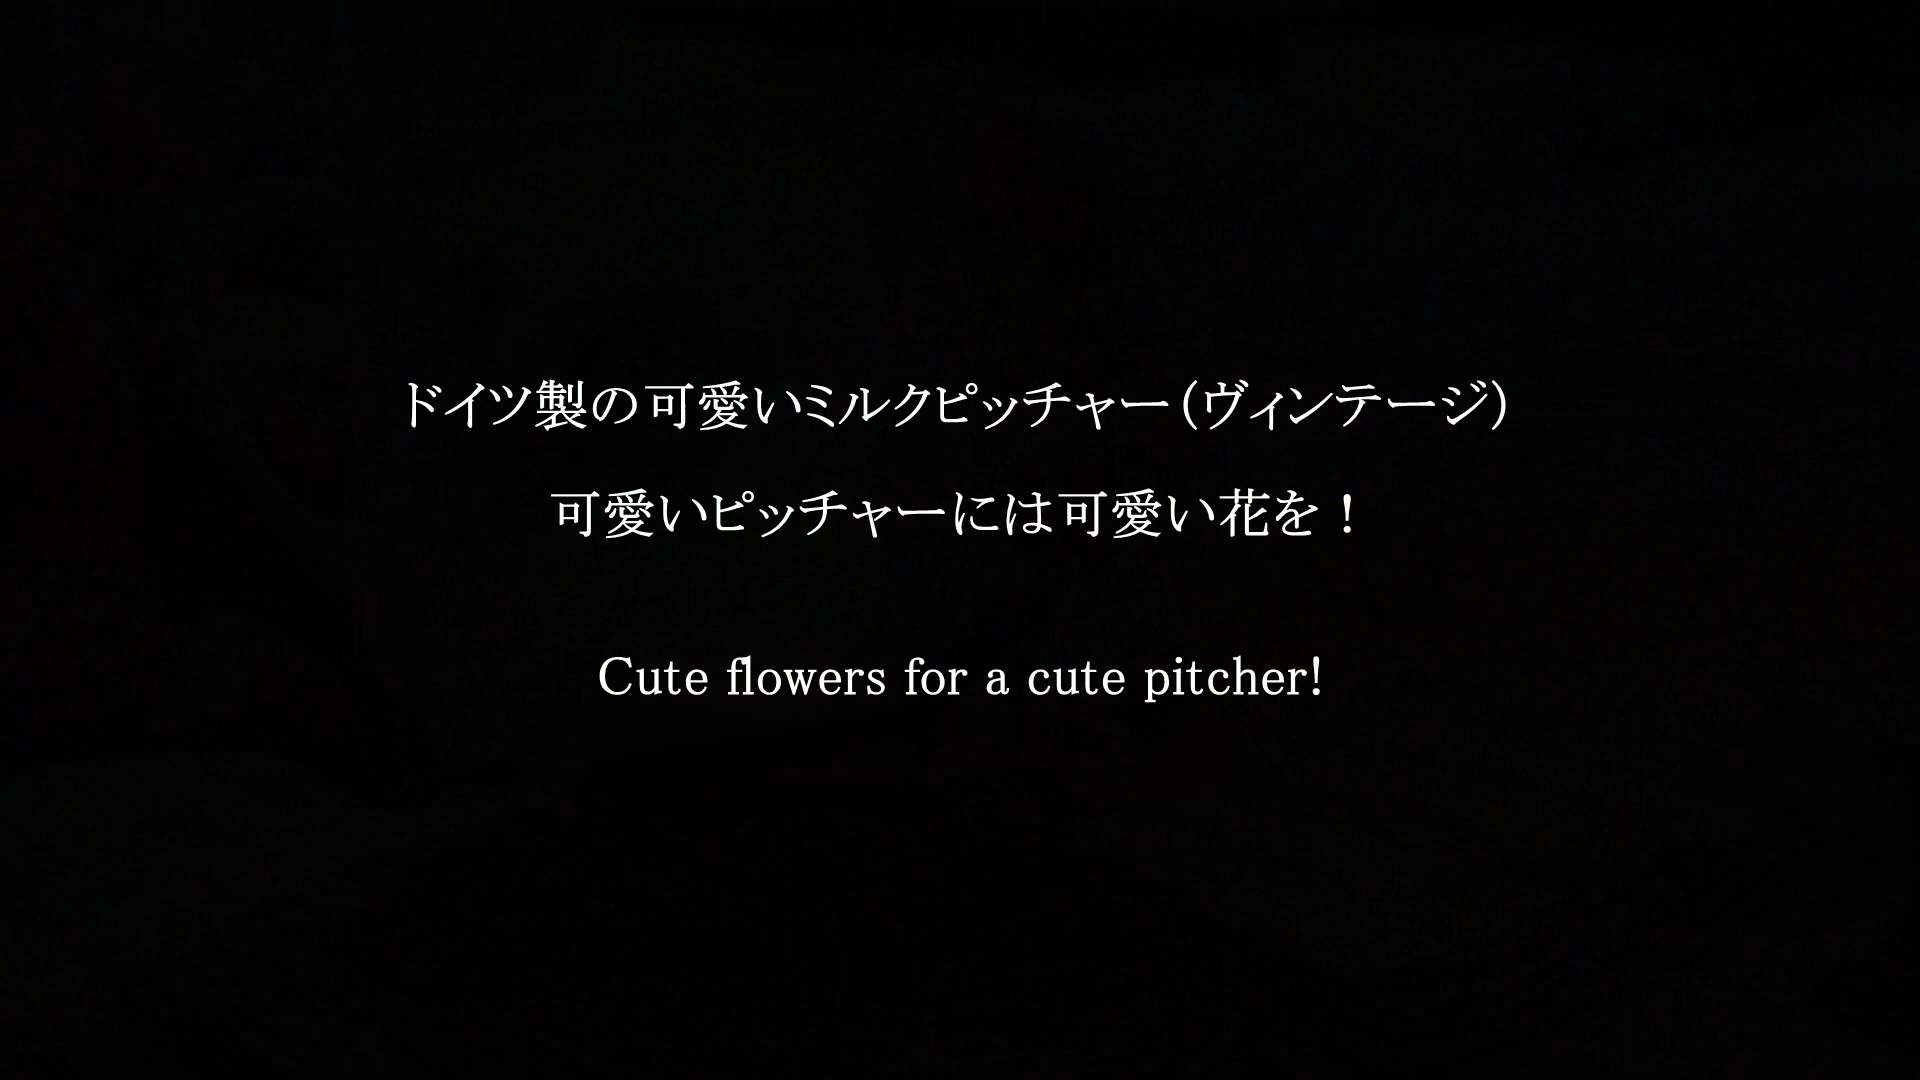 ドイツ製の可愛いミルクピッチャー(ヴィンテージ)
可愛いピッチャーには可愛い花を！
Cute flowers for a cute pitcher!